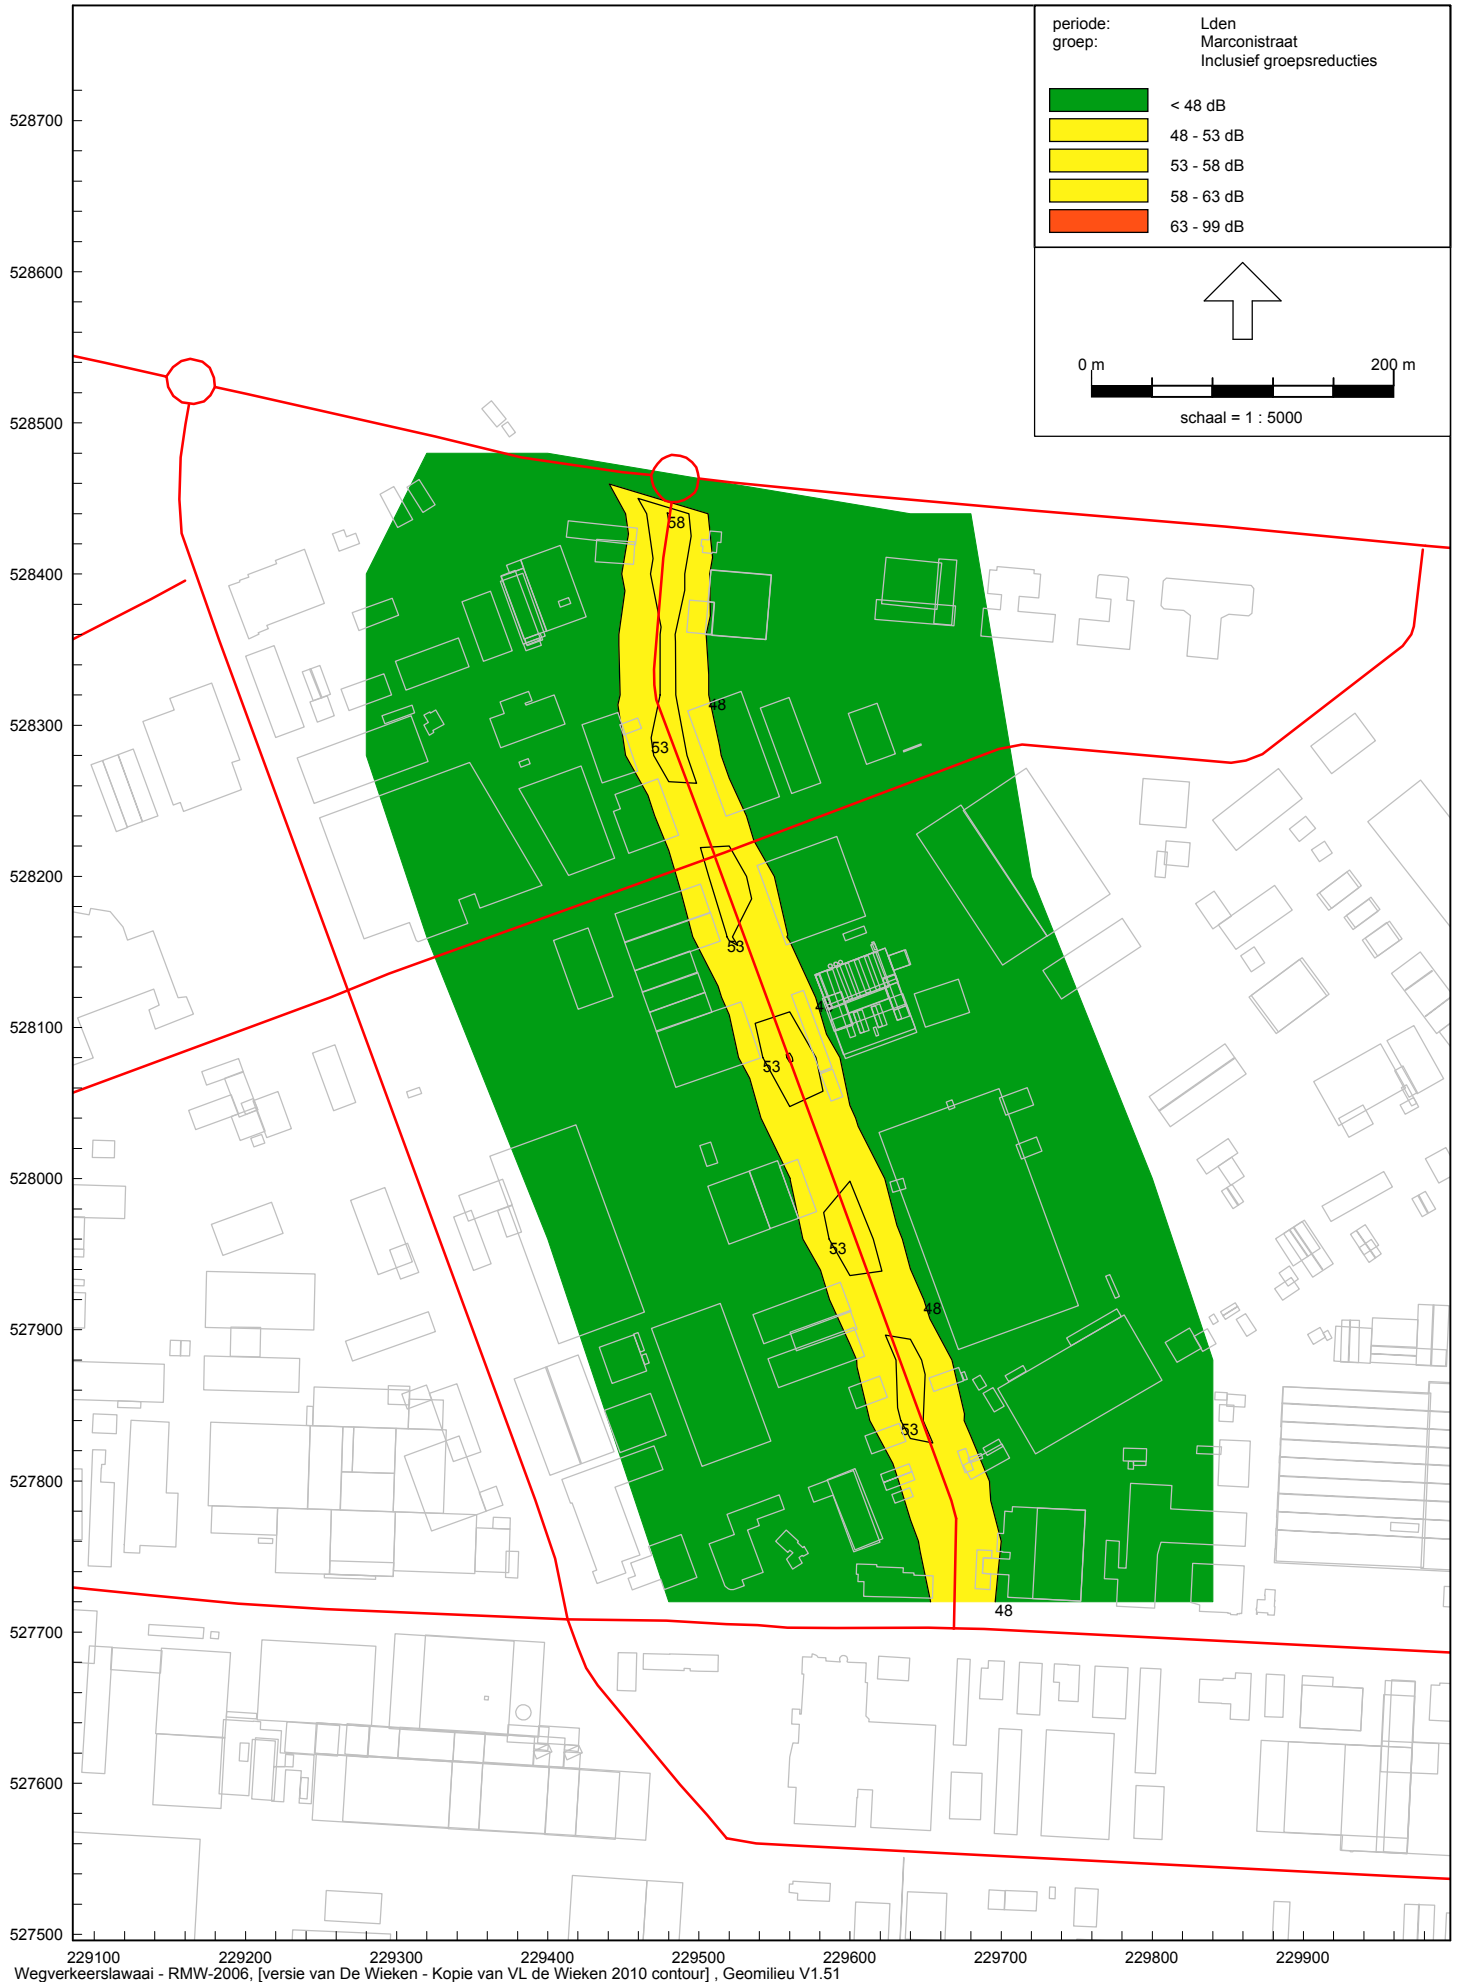 periode: Lden
groep: Marconistraat
Inclusief groepsreducties
< 48 dB
48 - 53 dB
53 - 58 dB
58 - 63 dB
63 - 99 dB
0 m 200 m
schaal = 1 : 5000
528700
528600
528500
528400
528300
528200
528100
528000
527900
527800
527700
527600
527500
58
48
53
53
53
53
48
53
48
229100 229200 229300 229400 229500 229600 229700 229800 229900
Wegverkeerslawaai - RMW-2006, [versie van De Wieken - Kopie van VL de Wieken 2010 contour] , Geomilieu V1.51